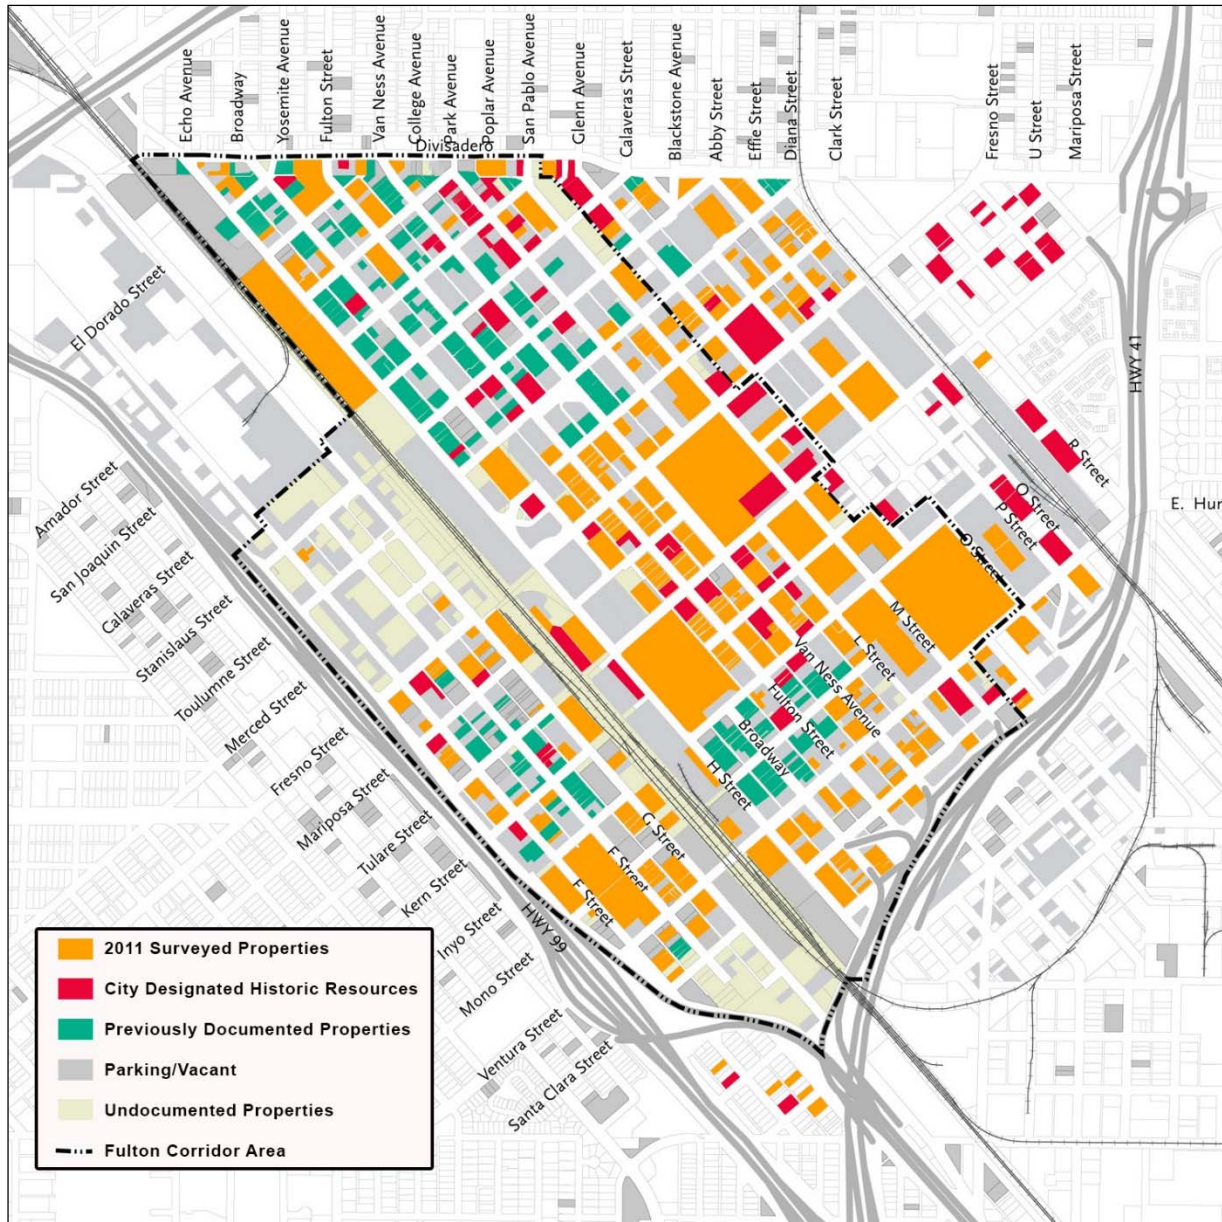 Echo Avenue
Broadway
Yosemite Avenue
Fulton Street
Van Ness Avenue
College Avenue
Park Avenue
Poplar Avenue
San Pablo Avenue
Glenn Avenue
Calaveras Street
Blackstone Avenue
Abby Street
Effie Street
Diana Street
Clark Street
Fresno Street
U Street
Mariposa Street
Divisadero
El Dorado Street
HWY 41
R Street
E. Hur
O Street
P Street
Q Street
M Street
L Street
Van Ness Avenue
Fulton Street
Broadway
H Street
G Street
F Street
E Street
HWY 99
Amador Street
San Joaquin Street
Calaveras Street
Stanislaus Street
Toulumne Street
Merced Street
Fresno Street
Mariposa Street
Tulare Street
Kern Street
Inyo Street
Mono Street
Ventura Street
Santa Clara Street
2011 Surveyed Properties
City Designated Historic Resources
Previously Documented Properties
Parking/Vacant
Undocumented Properties
Fulton Corridor Area